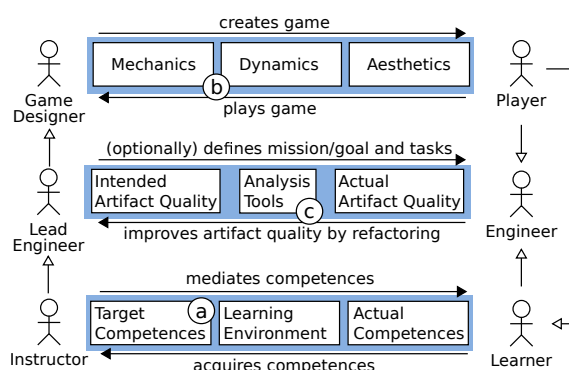 creates game
Mechanics
Dynamics
Aesthetics
b
plays game
Game
Designer
Player
(optionally) defines mission/goal and tasks
Intended
Artifact Quality
Analysis
Tools
Actual
Artifact Quality
c
improves artifact quality by refactoring
Lead
Engineer
Engineer
mediates competences
Target
Competences
a
Learning
Environment
Actual
Competences
acquires competences
Instructor
Learner